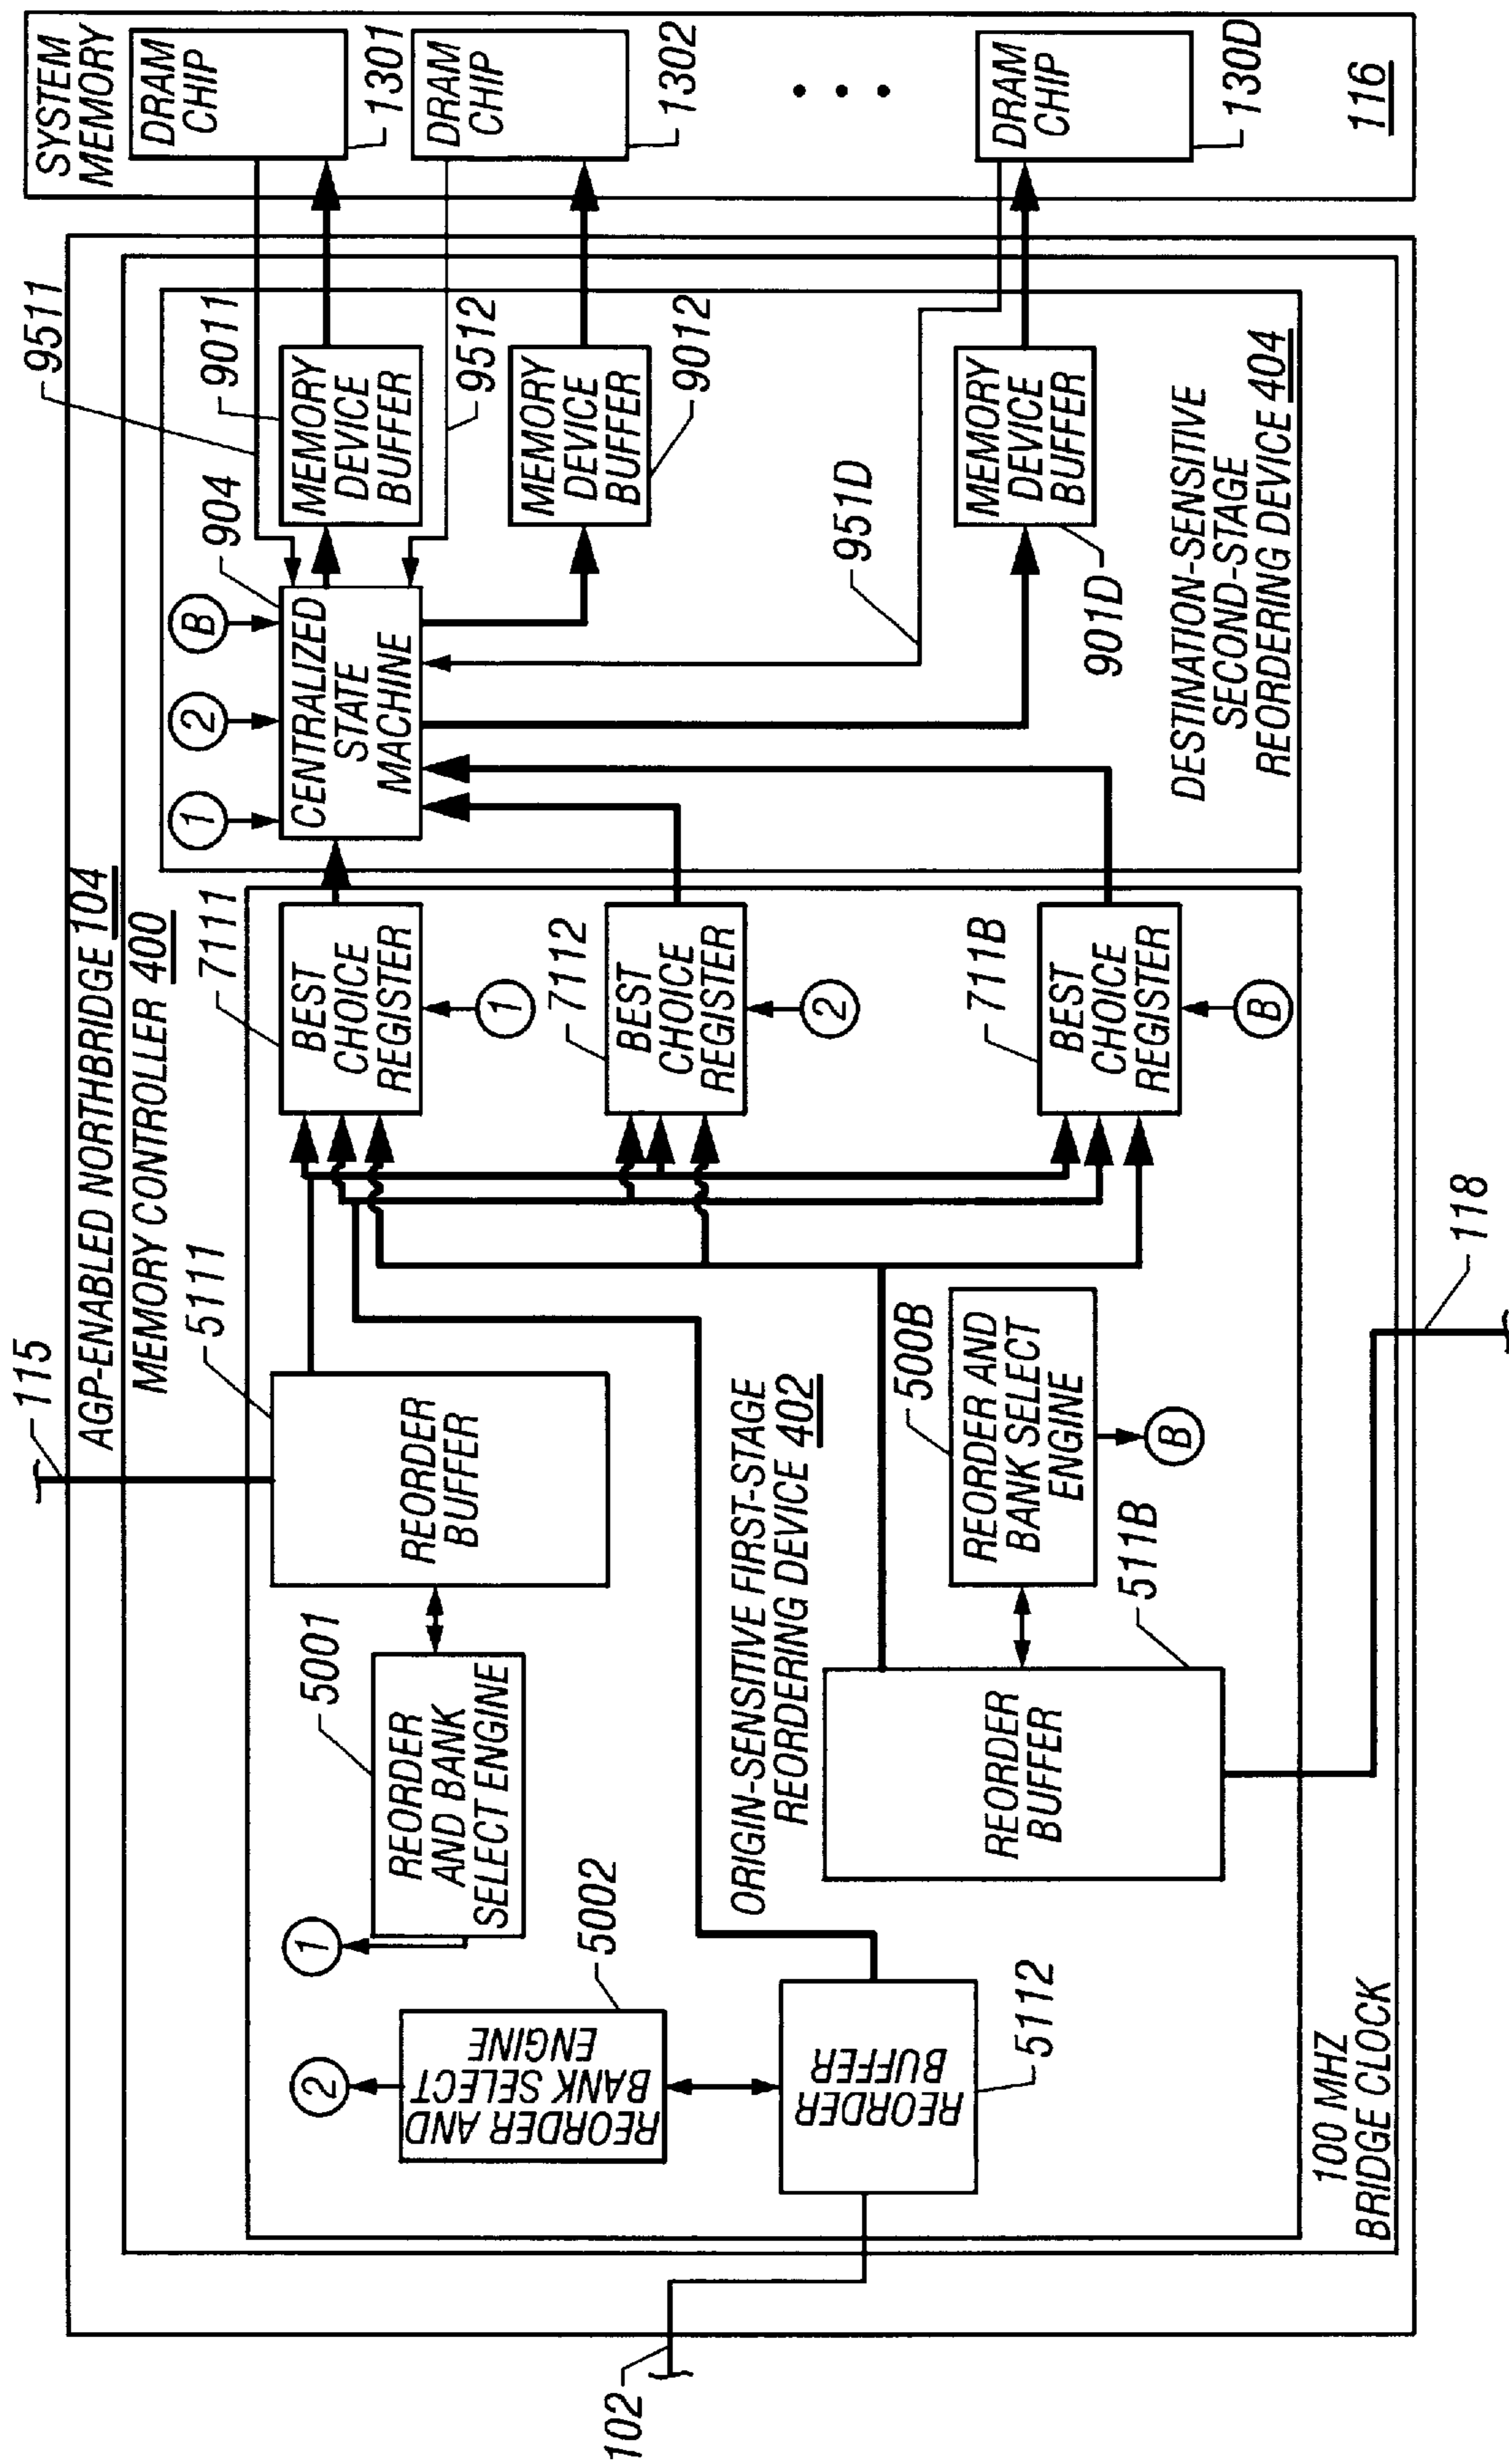 115
AGP-ENABLED NORTHBRIDGE 104
MEMORY CONTROLLER 400
5111
REORDER
BUFFER
5001
REORDER
AND BANK
SELECT ENGINE
1
5002
REORDER AND
BANK SELECT
ENGINE
2
REORDER
BUFFER
5112
102
ORIGIN-SENSITIVE FIRST-STAGE
REORDERING DEVICE 402
500B
REORDER AND
BANK SELECT
ENGINE
B
511B
REORDER
BUFFER
118
100 MHZ
BRIDGE CLOCK
7111
BEST
CHOICE
REGISTER
1
7112
BEST
CHOICE
REGISTER
2
711B
BEST
CHOICE
REGISTER
B
1
2
B
904
CENTRALIZED
STATE
MACHINE
9511
9011
MEMORY
DEVICE
BUFFER
9512
MEMORY
DEVICE
BUFFER
9012
951D
MEMORY
DEVICE
BUFFER
901D
DESTINATION-SENSITIVE
SECOND-STAGE
REORDERING DEVICE 404
SYSTEM
MEMORY
DRAM
CHIP
1301
DRAM
CHIP
1302
DRAM
CHIP
130D
116